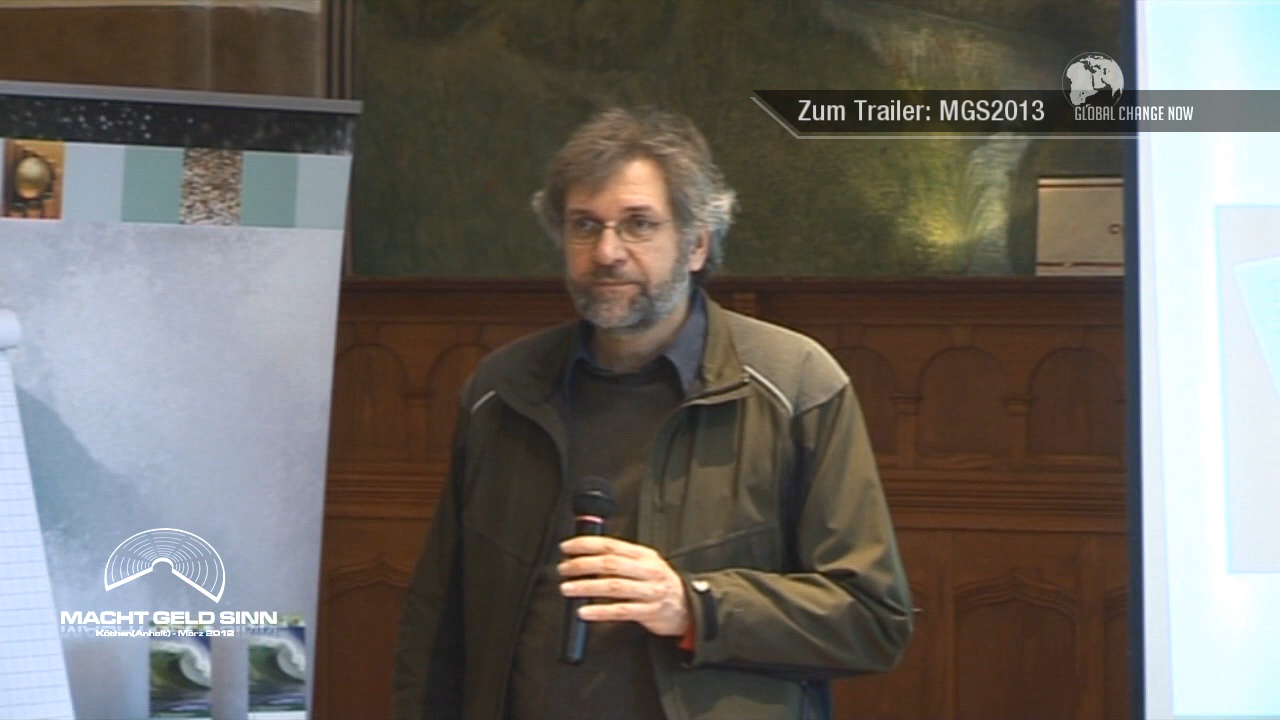 Zum Trailer: MGS2013
GLOBAL CHANGE NOW
MACHT GELD SINN
Köthen(Anhalt) - März 2012